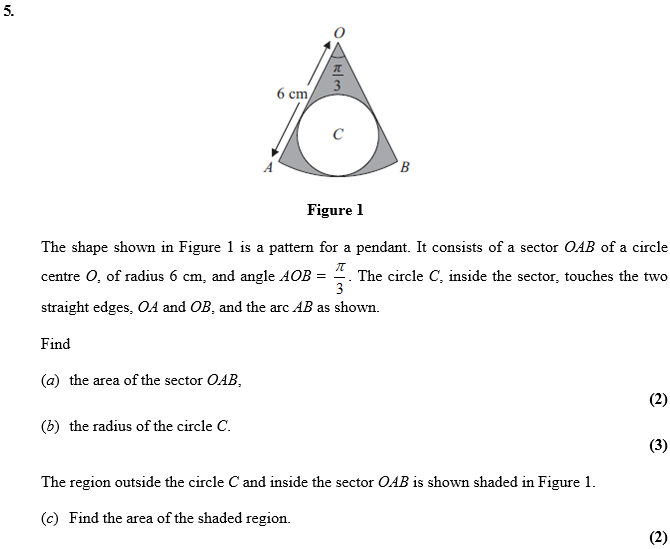 5.
O
π/3
6 cm
C
A
B
Figure 1
The shape shown in Figure 1 is a pattern for a pendant. It consists of a sector OAB of a circle
centre O, of radius 6 cm, and angle AOB = π/3. The circle C, inside the sector, touches the two
straight edges, OA and OB, and the arc AB as shown.
Find
(a) the area of the sector OAB,
(2)
(b) the radius of the circle C.
(3)
The region outside the circle C and inside the sector OAB is shown shaded in Figure 1.
(c) Find the area of the shaded region.
(2)